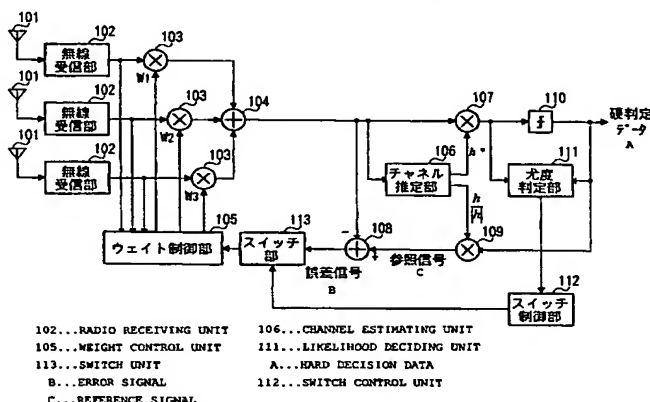 101
102
無線
受信部
103
W1
101
102
無線
受信部
103
W2
104
101
102
無線
受信部
103
W3
107
110
硬判定
データ
A
106
チャネル
推定部
h*
h
|h|
111
尤度
判定部
105
ウェイト制御部
113
スイッチ
部
-
108
+
誤差信号
B
参照信号
C
109
112
スイッチ
制御部
102...RADIO RECEIVING UNIT
105...WEIGHT CONTROL UNIT
113...SWITCH UNIT
B...ERROR SIGNAL
C...REFERENCE SIGNAL
106...CHANNEL ESTIMATING UNIT
111...LIKELIHOOD DECIDING UNIT
A...HARD DECISION DATA
112...SWITCH CONTROL UNIT